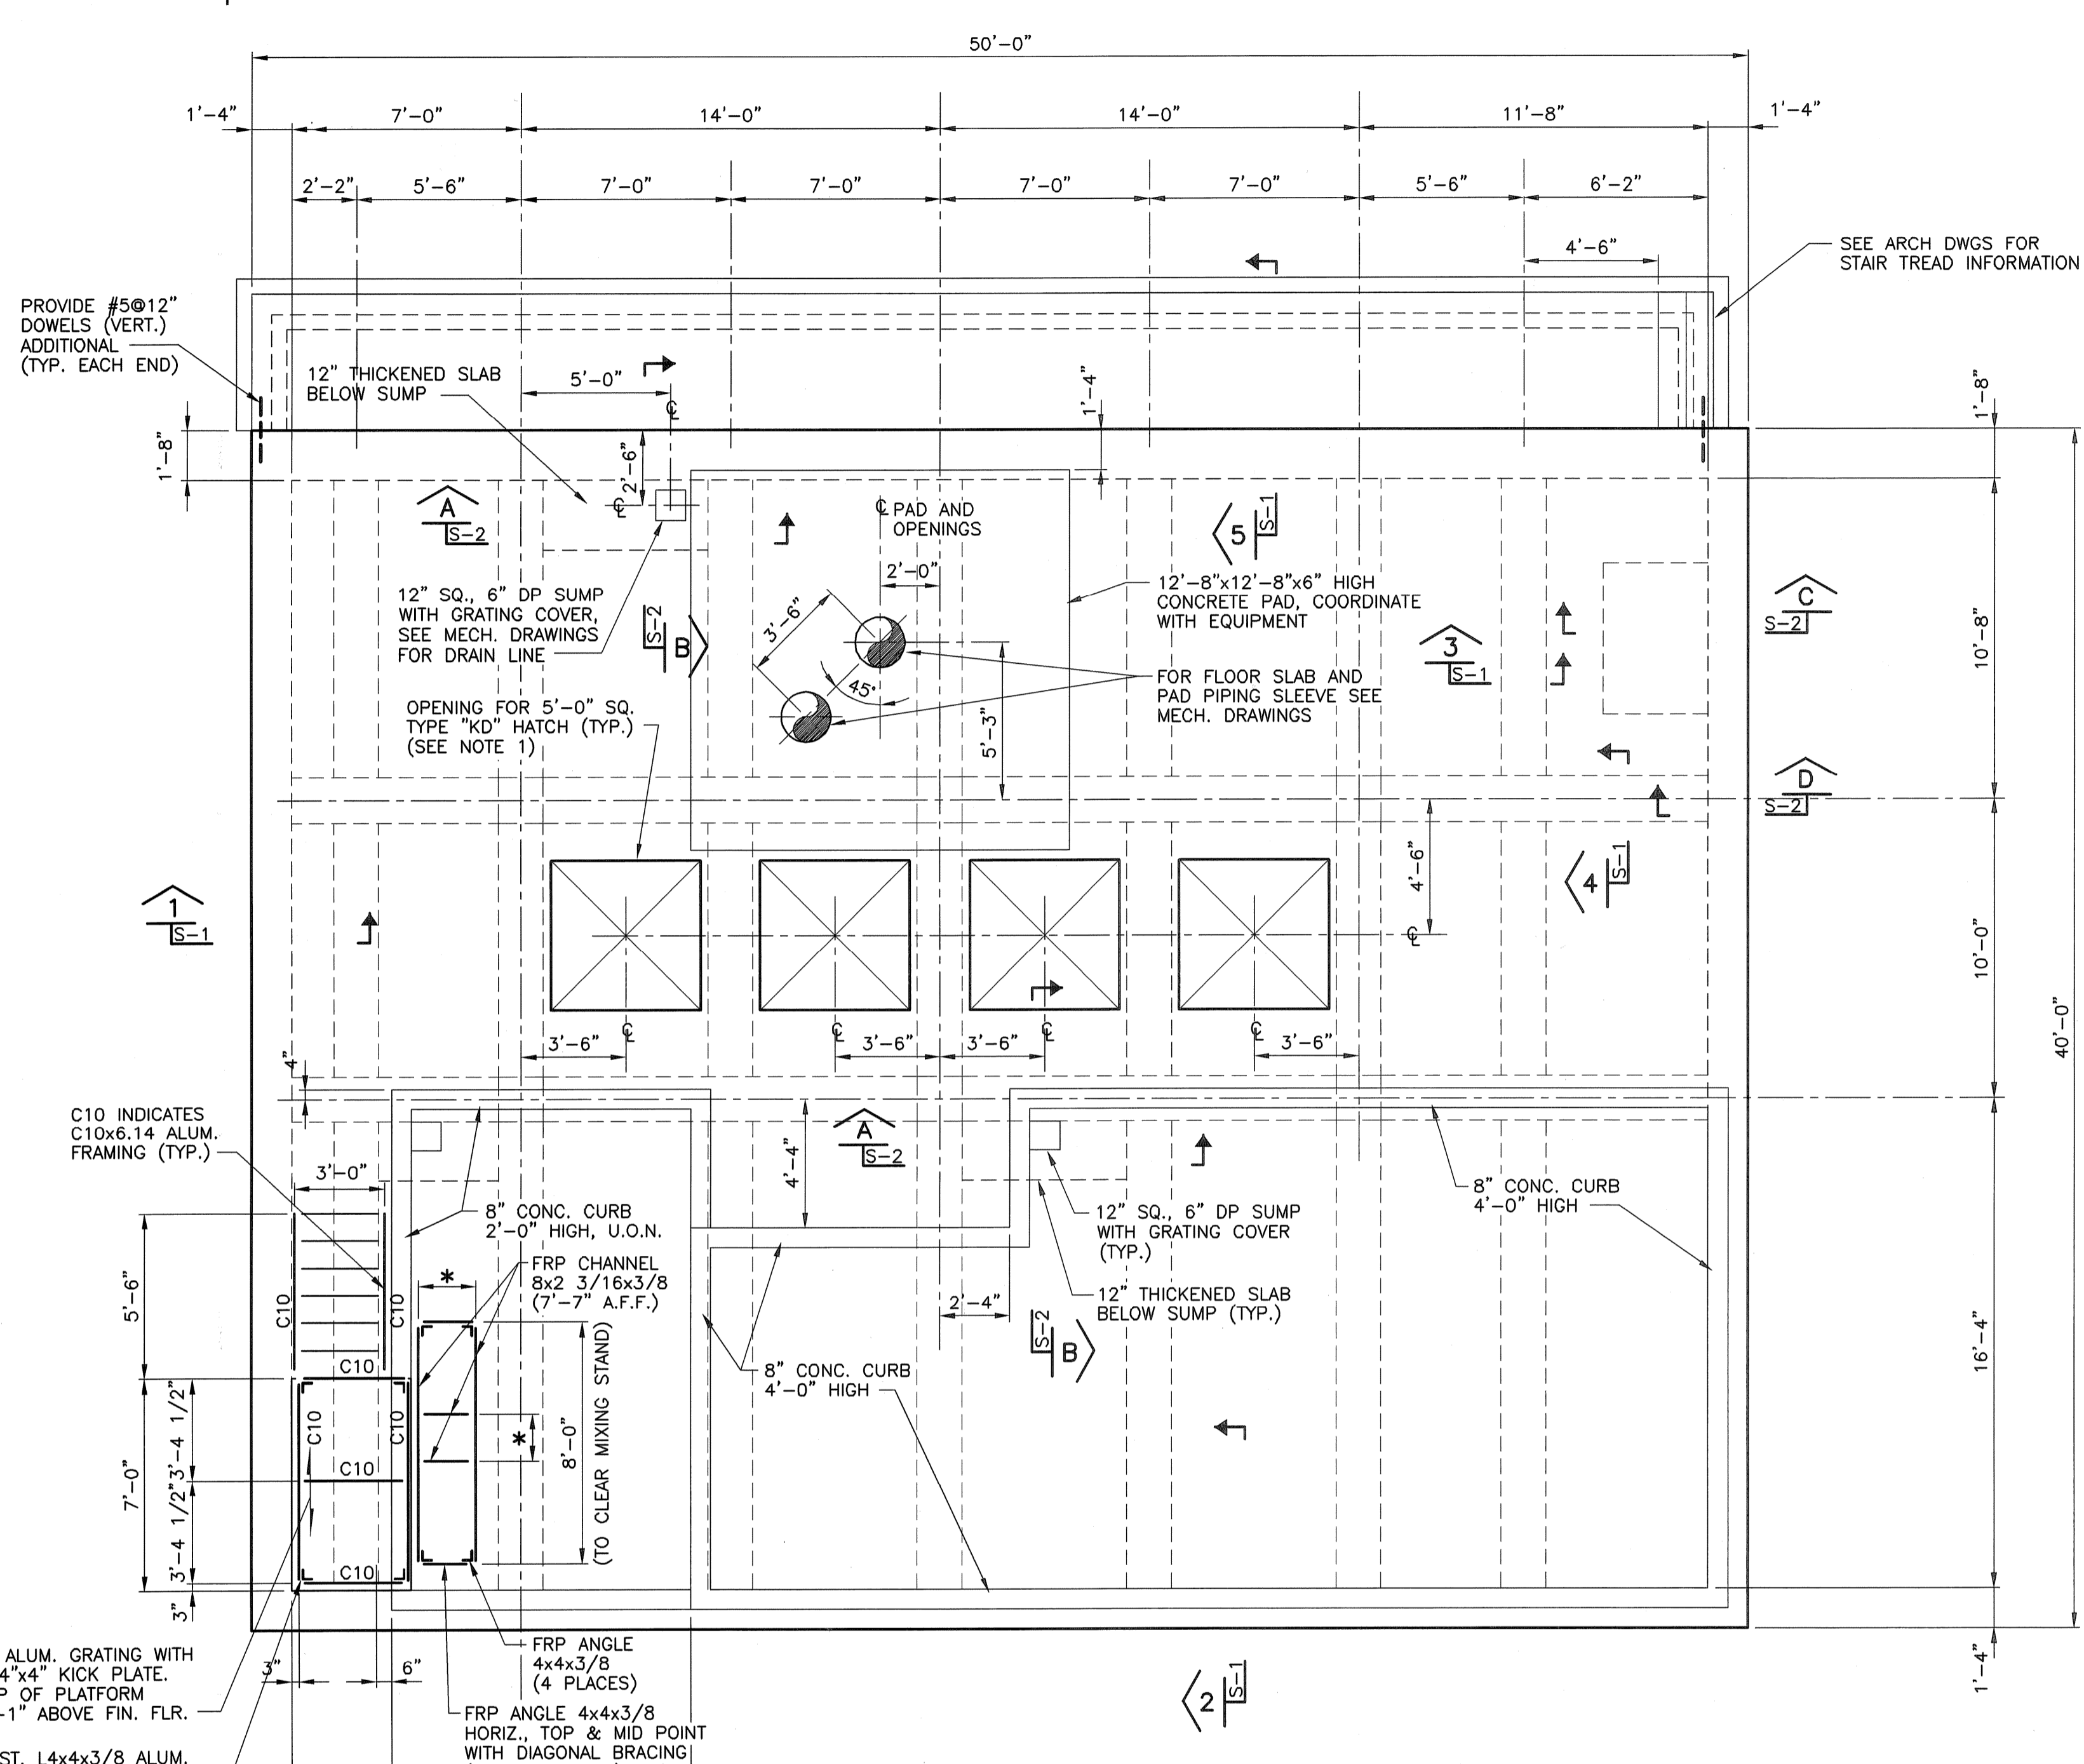 50'-0"
1'-4"
7'-0"
14'-0"
14'-0"
11'-8"
1'-4"
2'-2"
5'-6"
7'-0"
7'-0"
7'-0"
7'-0"
5'-6"
6'-2"
4'-6"
SEE ARCH DWGS FOR
STAIR TREAD INFORMATION
PROVIDE #5@12"
DOWELS (VERT.)
ADDITIONAL
(TYP. EACH END)
12" THICKENED SLAB
BELOW SUMP
5'-0"
℄
1'-4"
1'-8"
1'-8"
2'-6"
℄
A
S-2
℄ PAD AND
OPENINGS
5
S-1
2'-0"
12'-8"x12'-8"x6" HIGH
CONCRETE PAD, COORDINATE
WITH EQUIPMENT
C
S-2
12" SQ., 6" DP SUMP
WITH GRATING COVER,
SEE MECH. DRAWINGS
FOR DRAIN LINE
S-2
B
3'-6"
45°
3
S-1
10'-8"
FOR FLOOR SLAB AND
PAD PIPING SLEEVE SEE
MECH. DRAWINGS
5'-3"
OPENING FOR 5'-0" SQ.
TYPE "KD" HATCH (TYP.)
(SEE NOTE 1)
D
S-2
4'-6"
4
S-1
1
S-1
℄
10'-0"
40'-0"
℄
℄
℄
℄
3'-6"
3'-6"
3'-6"
3'-6"
4"
C10 INDICATES
C10x6.14 ALUM.
FRAMING (TYP.)
3'-0"
4'-4"
A
S-2
8" CONC. CURB
2'-0" HIGH, U.O.N.
12" SQ., 6" DP SUMP
WITH GRATING COVER
(TYP.)
8" CONC. CURB
4'-0" HIGH
FRP CHANNEL
8x2 3/16x3/8
(7'-7" A.F.F.)
*
12" THICKENED SLAB
BELOW SUMP (TYP.)
5'-6"
C10
C10
2'-4"
S-2
B
16'-4"
C10
8" CONC. CURB
4'-0" HIGH
3'-4 1/2"
C10
C10
*
8'-0"
(TO CLEAR MIXING STAND)
7'-0"
C10
3'-4 1/2"
C10
3"
ALUM. GRATING WITH
4"x4" KICK PLATE.
P OF PLATFORM
-1" ABOVE FIN. FLR.
3"
6"
FRP ANGLE
4x4x3/8
(4 PLACES)
2
S-1
1'-4"
FRP ANGLE 4x4x3/8
HORIZ., TOP & MID POINT
WITH DIAGONAL BRACING
ST. L4x4x3/8 ALUM.